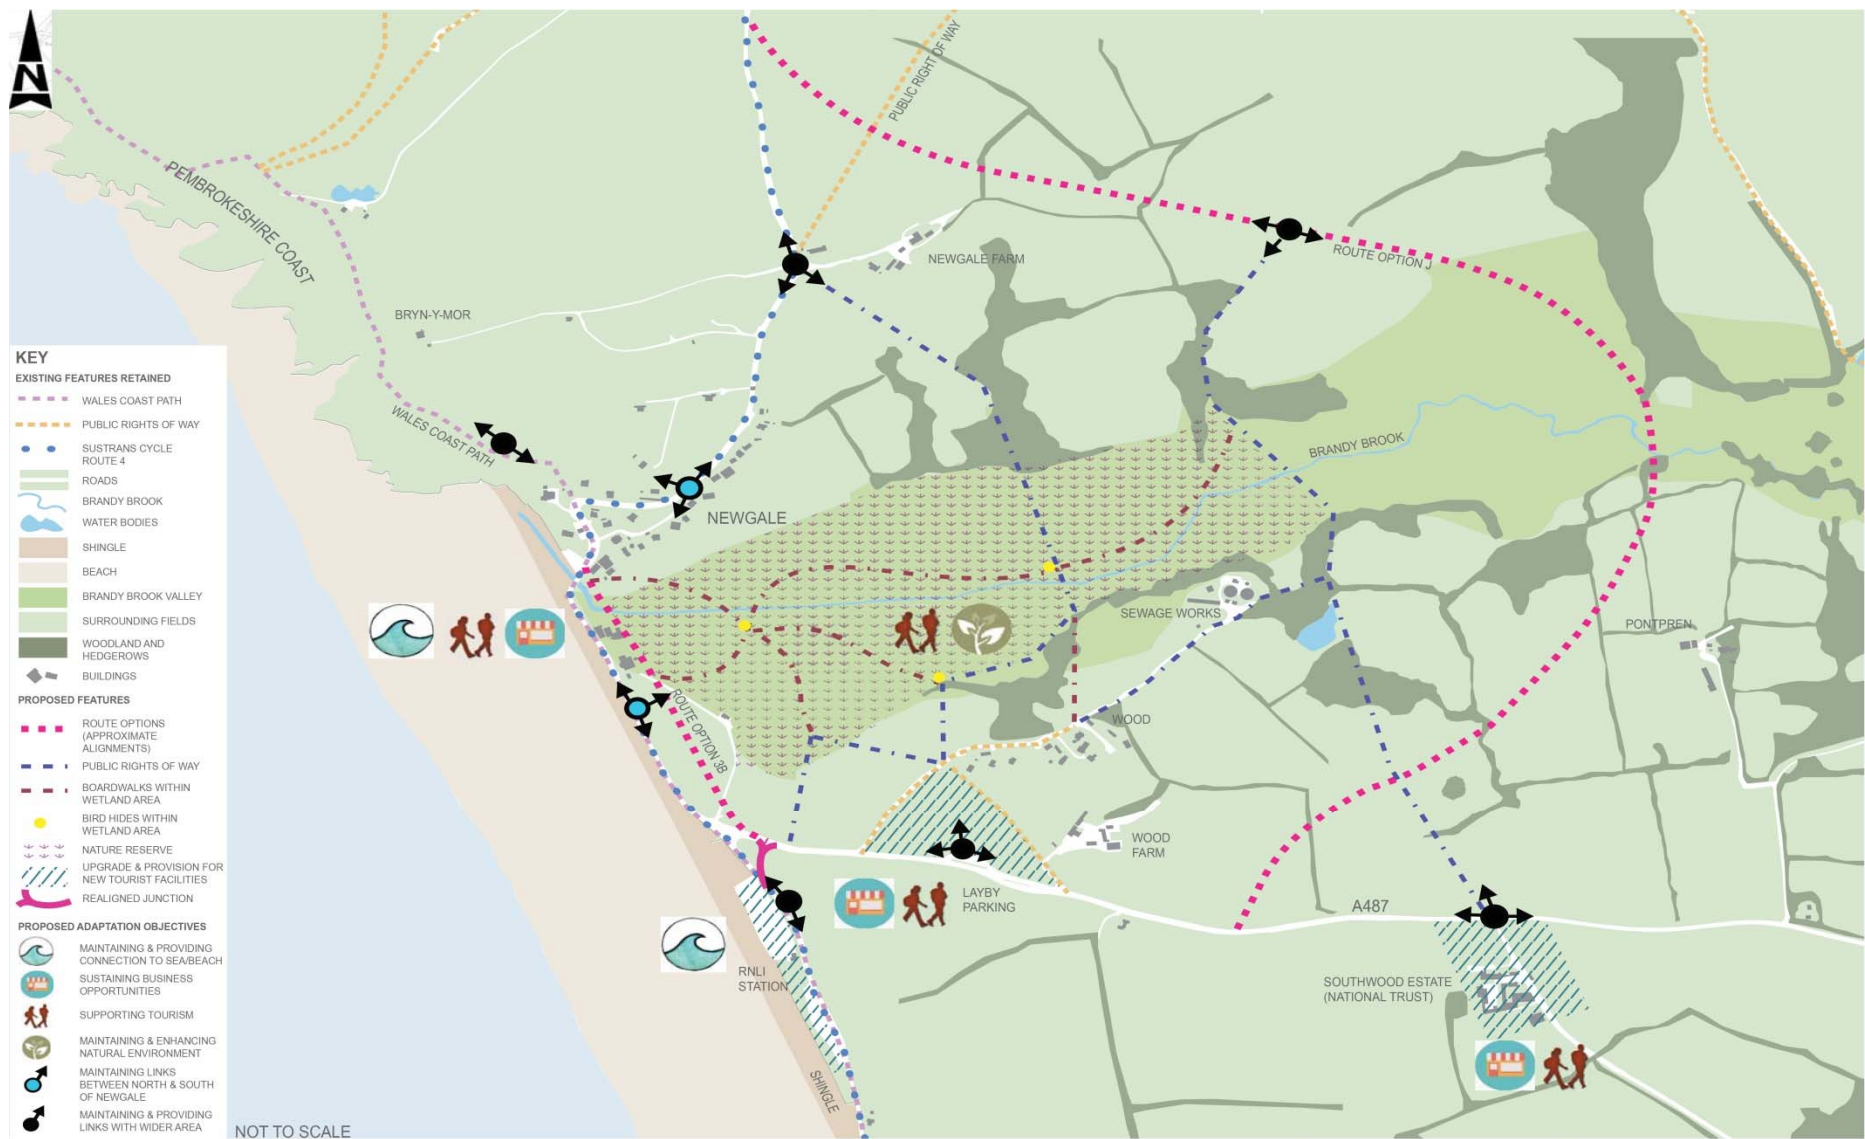 N
PUBLIC RIGHT OF WAY
PEMBROKESHIRE COAST
NEWGALE FARM
ROUTE OPTION J
BRYN-Y-MOR
WALES COAST PATH
BRANDY BROOK
NEWGALE
SEWAGE WORKS
PONTPREN
ROUTE OPTION 3B
WOOD
WOOD
FARM
LAYBY
PARKING
A487
RNLI
STATION
SOUTHWOOD ESTATE
(NATIONAL TRUST)
SHINGLE
NOT TO SCALE
KEY
EXISTING FEATURES RETAINED
WALES COAST PATH
PUBLIC RIGHTS OF WAY
SUSTRANS CYCLE
ROUTE 4
ROADS
BRANDY BROOK
WATER BODIES
SHINGLE
BEACH
BRANDY BROOK VALLEY
SURROUNDING FIELDS
WOODLAND AND
HEDGEROWS
BUILDINGS
PROPOSED FEATURES
ROUTE OPTIONS
(APPROXIMATE
ALIGNMENTS)
PUBLIC RIGHTS OF WAY
BOARDWALKS WITHIN
WETLAND AREA
BIRD HIDES WITHIN
WETLAND AREA
NATURE RESERVE
UPGRADE & PROVISION FOR
NEW TOURIST FACILITIES
REALIGNED JUNCTION
PROPOSED ADAPTATION OBJECTIVES
MAINTAINING & PROVIDING
CONNECTION TO SEA/BEACH
SUSTAINING BUSINESS
OPPORTUNITIES
SUPPORTING TOURISM
MAINTAINING & ENHANCING
NATURAL ENVIRONMENT
MAINTAINING LINKS
BETWEEN NORTH & SOUTH
OF NEWGALE
MAINTAINING & PROVIDING
LINKS WITH WIDER AREA